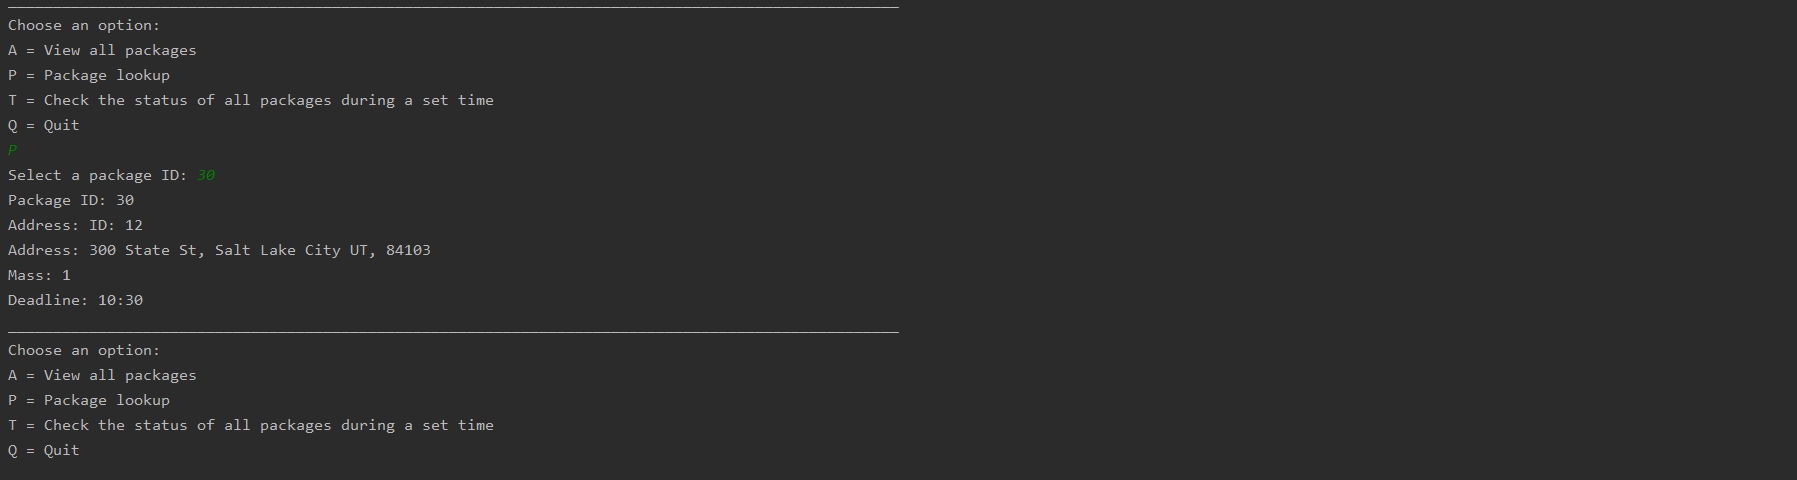 Choose an option:
A = View all packages
P = Package lookup
T = Check the status of all packages during a set time
Q = Quit
P
Select a package ID: 30
Package ID: 30
Address: ID: 12
Address: 300 State St, Salt Lake City UT, 84103
Mass: 1
Deadline: 10:30
Choose an option:
A = View all packages
P = Package lookup
T = Check the status of all packages during a set time
Q = Quit